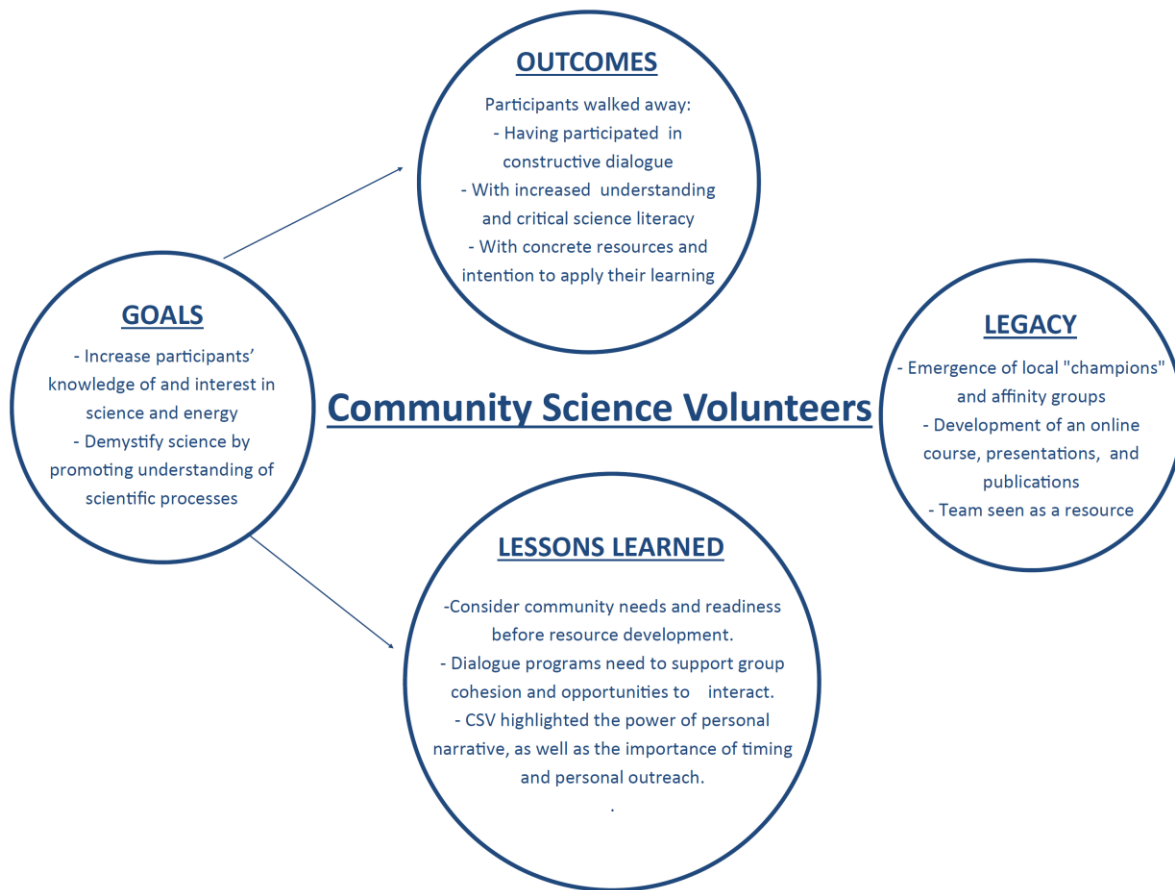 OUTCOMES
Participants walked away:
- Having participated in
constructive dialogue
- With increased understanding
and critical science literacy
- With concrete resources and
intention to apply their learning
GOALS
- Increase participants’
knowledge of and interest in
science and energy
- Demystify science by
promoting understanding of
scientific processes
Community Science Volunteers
LEGACY
- Emergence of local "champions"
and affinity groups
- Development of an online
course, presentations, and
publications
- Team seen as a resource
LESSONS LEARNED
-Consider community needs and readiness
before resource development.
- Dialogue programs need to support group
cohesion and opportunities to interact.
- CSV highlighted the power of personal
narrative, as well as the importance of timing
and personal outreach.
.